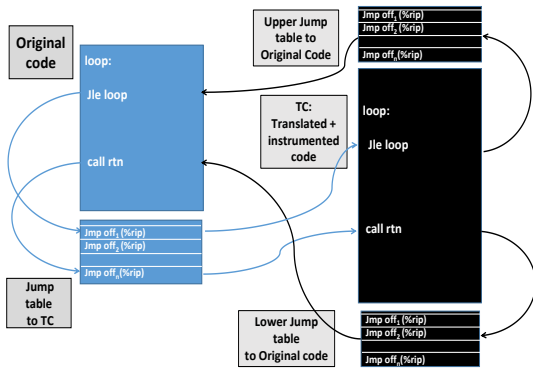 Original
code
loop:
Jle loop
call rtn
Jmp off₁ (%rip)
Jmp off₂ (%rip)
Jmp offₙ(%rip)
Jump
table
to TC
Upper Jump
table to
Original Code
TC:
Translated +
instrumented
code
Lower Jump
table
to Original code
Jmp off₁ (%rip)
Jmp off₂ (%rip)
Jmp offₙ(%rip)
loop:
Jle loop
call rtn
Jmp off₁ (%rip)
Jmp off₂ (%rip)
Jmp offₙ(%rip)